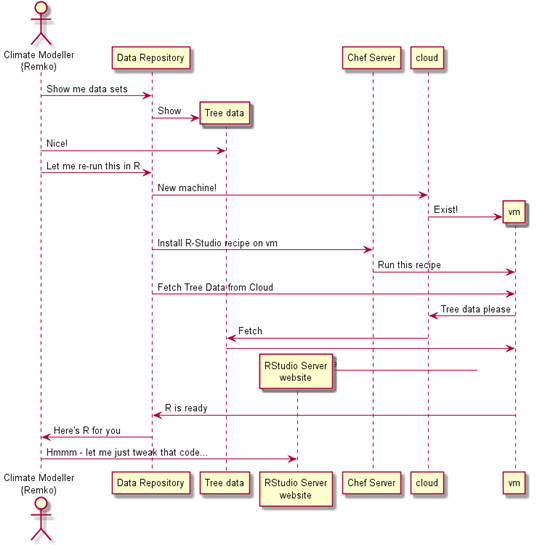 Climate Modeller
{Remko}
Data Repository
Chef Server
cloud
Show me data sets
Show
Tree data
Nice!
Let me re-run this in R
New machine!
Exist!
vm
Install R-Studio recipe on vm
Run this recipe
Fetch Tree Data from Cloud
Tree data please
Fetch
RStudio Server
website
R is ready
Here's R for you
Hmmm - let me just tweak that code...
Climate Modeller
{Remko}
Data Repository
Tree data
RStudio Server
website
Chef Server
cloud
vm